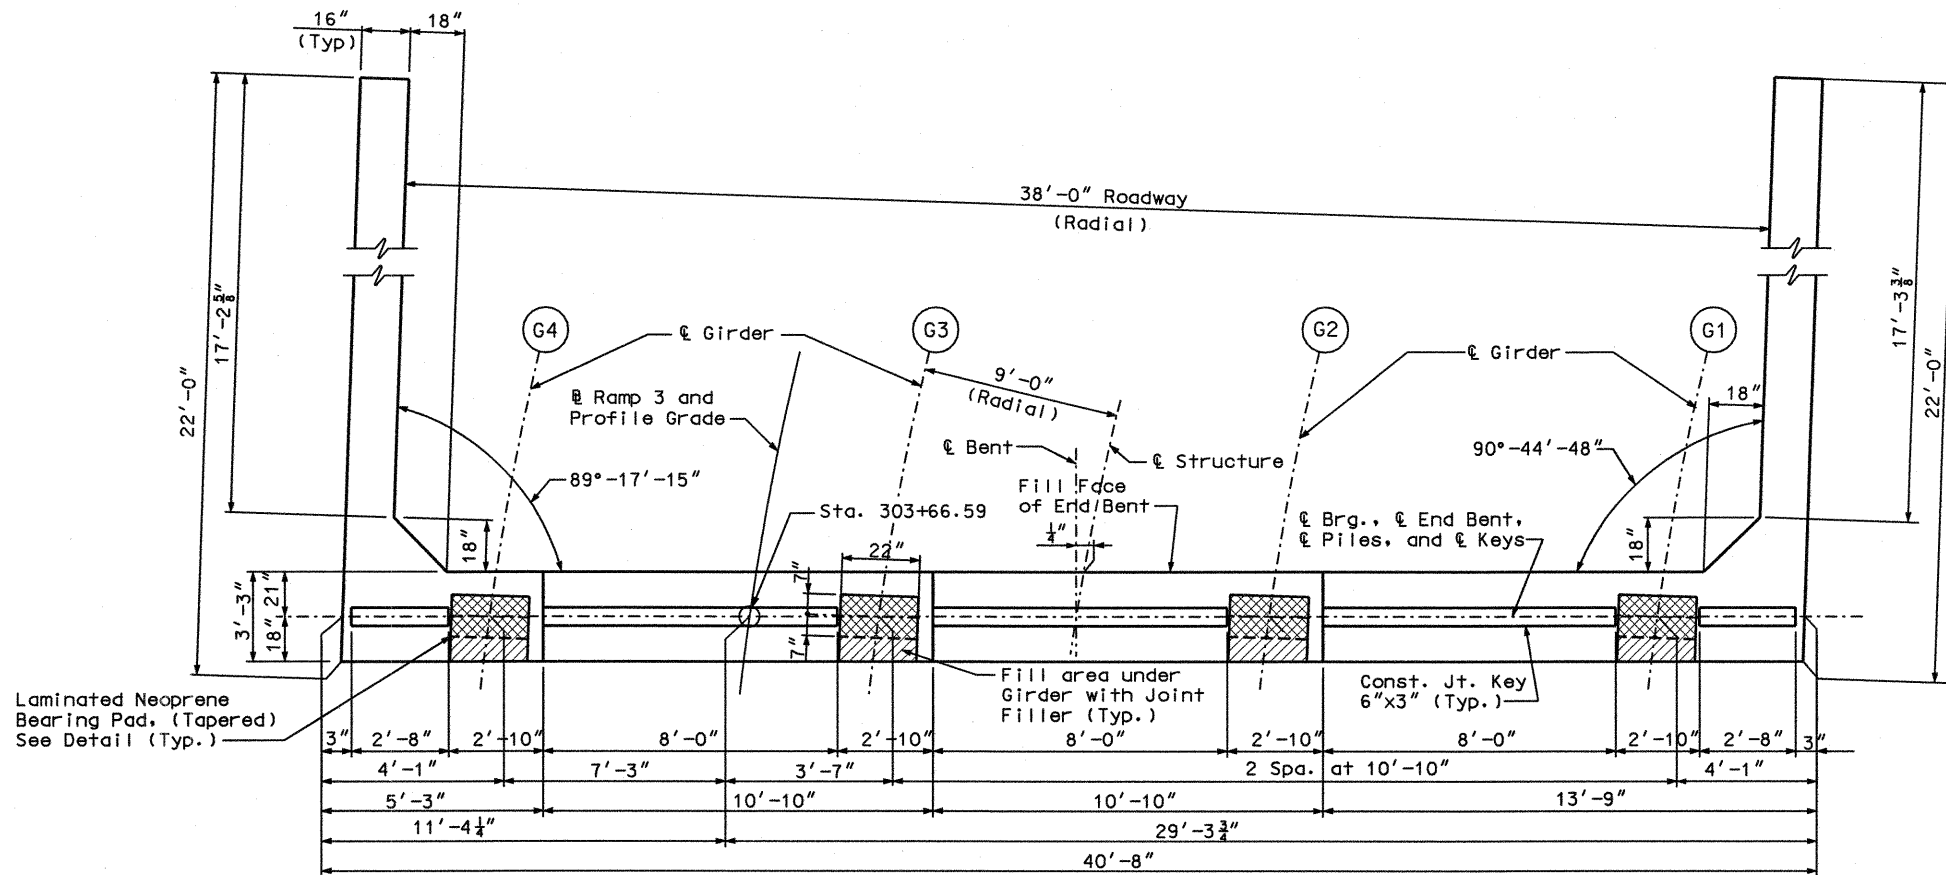 16"
(Typ)
18"
38'-0" Roadway
(Radial)
22'-0"
17'-2 5/8"
17'-3 3/8"
22'-0"
G4
G3
G2
G1
℄ Girder
℄ Girder
9'-0"
(Radial)
18"
℔ Ramp 3 and
Profile Grade
℄ Bent
℄ Structure
90°-44'-48"
89°-17'-15"
Sta. 303+66.59
Fill Face
of End Bent
1/4"
℄ Brg., ℄ End Bent,
℄ Piles, and ℄ Keys
18"
18"
22"
7"
7"
3'-3"
21"
18"
Laminated Neoprene
Bearing Pad. (Tapered)
See Detail (Typ.)
Fill area under
Girder with Joint
Filler (Typ.)
Const. Jt. Key
6"x3" (Typ.)
3"
2'-8"
2'-10"
8'-0"
2'-10"
8'-0"
2'-10"
8'-0"
2'-10"
2'-8"
3"
4'-1"
7'-3"
3'-7"
2 Spa. at 10'-10"
4'-1"
5'-3"
10'-10"
10'-10"
13'-9"
11'-4 1/4"
29'-3 3/4"
40'-8"